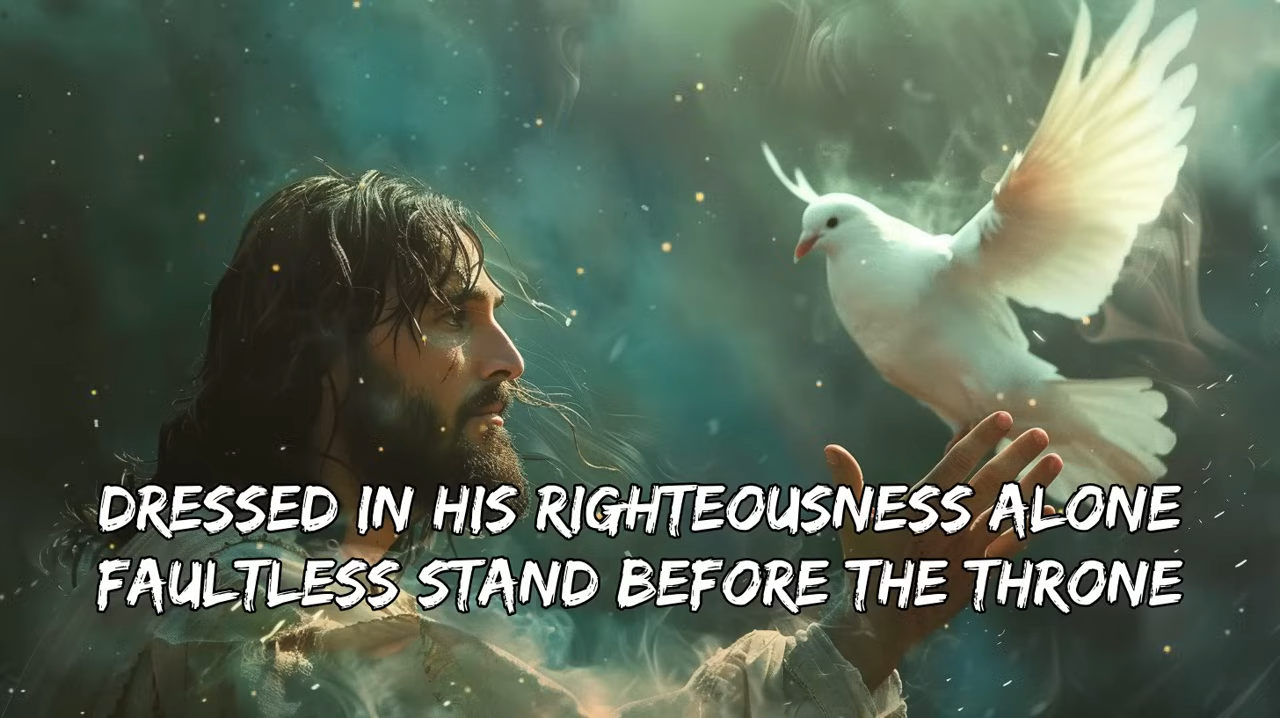 DRESSED IN HIS RIGHTEOUSNESS ALONE
FAULTLESS STAND BEFORE THE THRONE